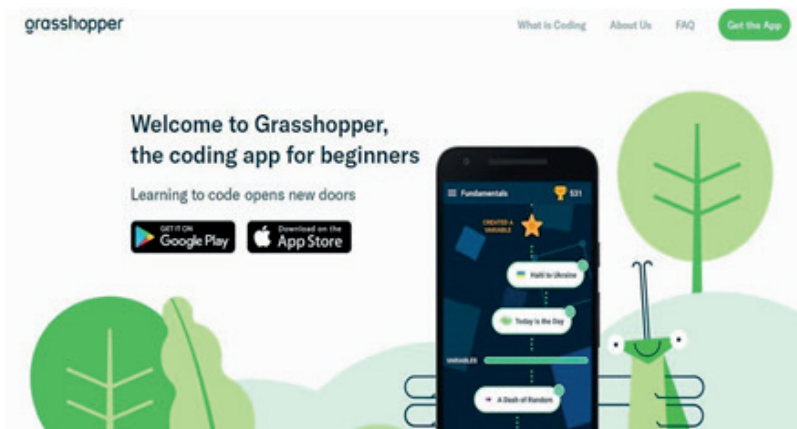 grasshopper
What is Coding About Us FAQ Get the App
Welcome to Grasshopper,
the coding app for beginners
Learning to code opens new doors
GET IT ON
Google Play
Download on the
App Store
Fundamentals 531
CREATED A
VARIABLE
Haiti to Ukraine
Today is the Day
VARIABLES
A Dash of Random